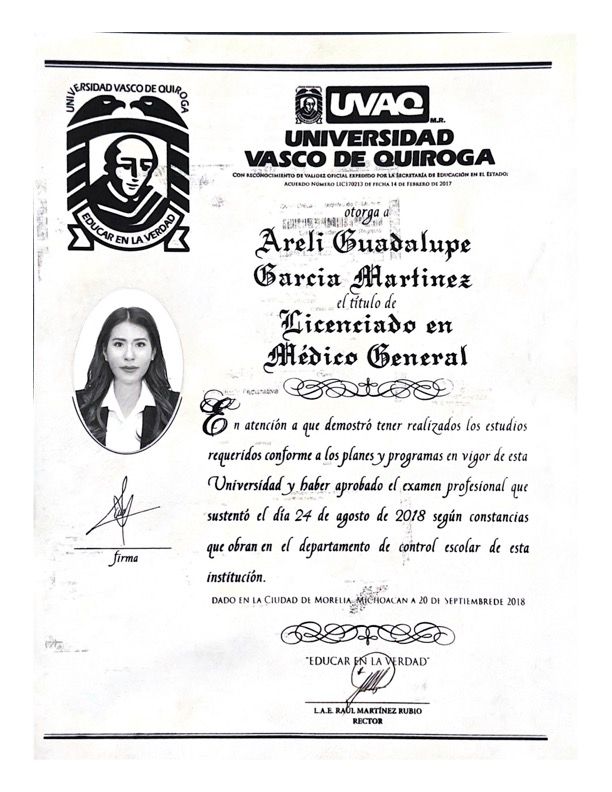 UNIVERSIDAD VASCO DE QUIROGA
EDUCAR EN LA VERDAD
UVAQ M.R.
UNIVERSIDAD
VASCO DE QUIROGA
CON RECONOCIMIENTO DE VALIDEZ OFICIAL EXPEDIDO POR LA SECRETARÍA DE EDUCACIÓN EN EL ESTADO:
ACUERDO NÚMERO LIC170213 DE FECHA 14 DE FEBRERO DE 2017
otorga a
Areli Guadalupe
Garcia Martinez
el título de
Licenciado en
Médico General
En atención a que demostró tener realizados los estudios
requeridos conforme a los planes y programas en vigor de esta
Universidad y haber aprobado el examen profesional que
sustentó el día 24 de agosto de 2018 según constancias
que obran en el departamento de control escolar de esta
institución.
firma
DADO EN LA CIUDAD DE MORELIA, MICHOACAN A 20 DE SEPTIEMBREDE 2018
"EDUCAR EN LA VERDAD"
L.A.E. RAÚL MARTÍNEZ RUBIO
RECTOR